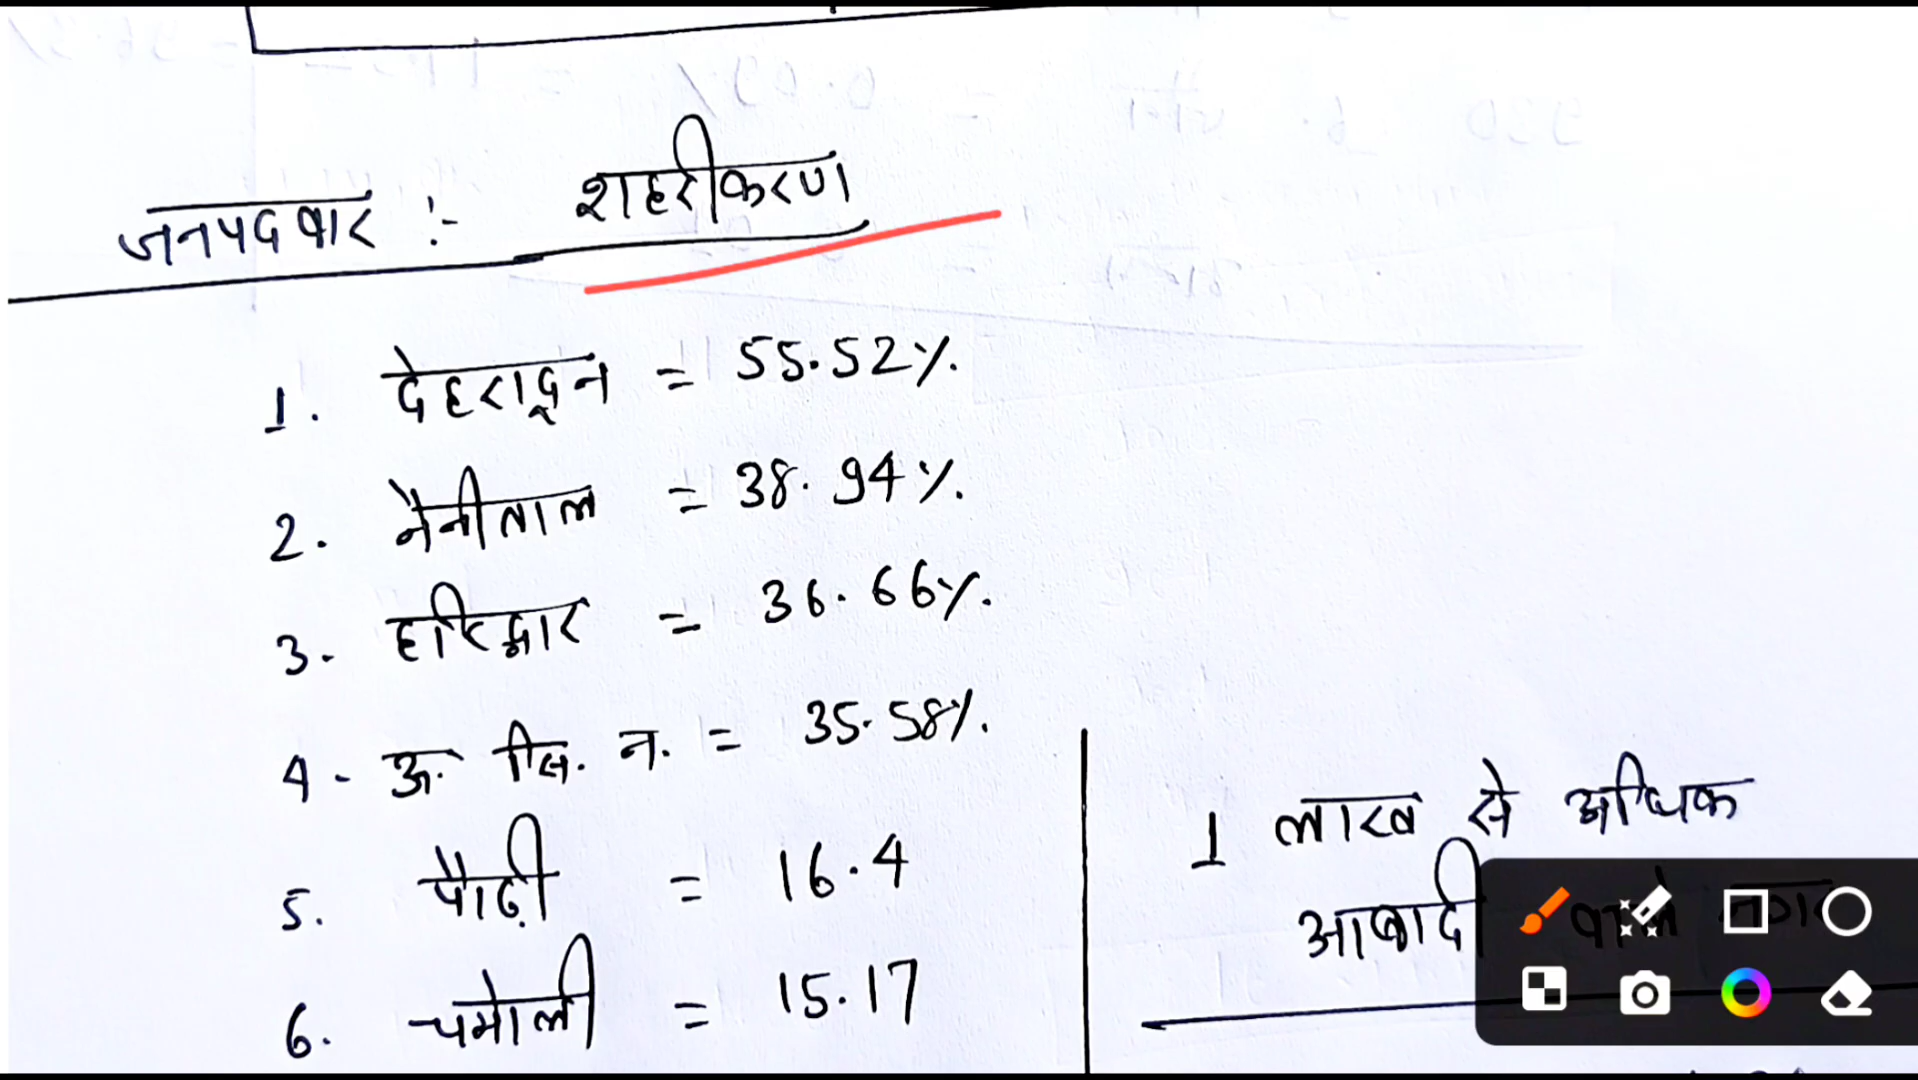 जनपदवार :- शहरीकरण
1. देहरादून = 55.52%.
2. नैनीताल = 38.94%.
3. हरिद्वार = 36.66%.
4 - ऊ. सि. न. = 35.58%.
5. पौढ़ी = 16.4
6. चमोली = 15.17
1 लाख से अधिक
आबादी वाले नगर